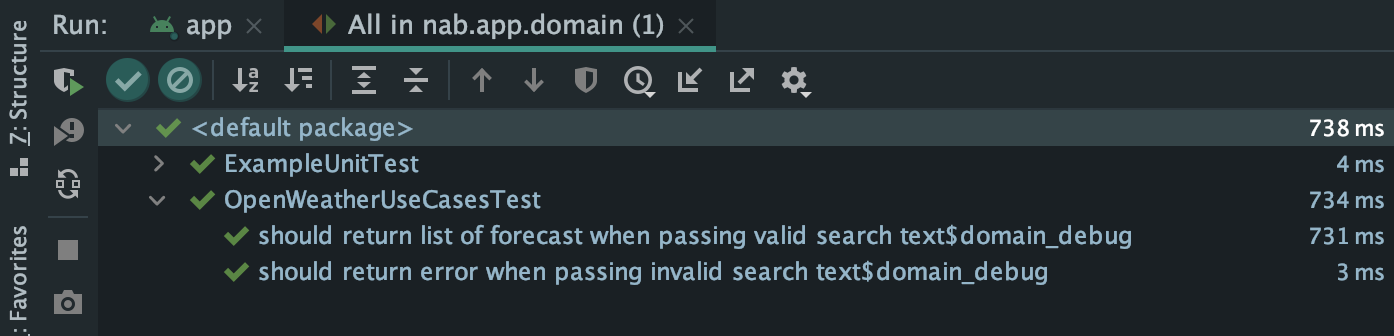 Run: app All in nab.app.domain (1)
Z: Structure
<default package> 738 ms
ExampleUnitTest 4 ms
OpenWeatherUseCasesTest 734 ms
should return list of forecast when passing valid search text$domain_debug 731 ms
should return error when passing invalid search text$domain_debug 3 ms
: Favorites